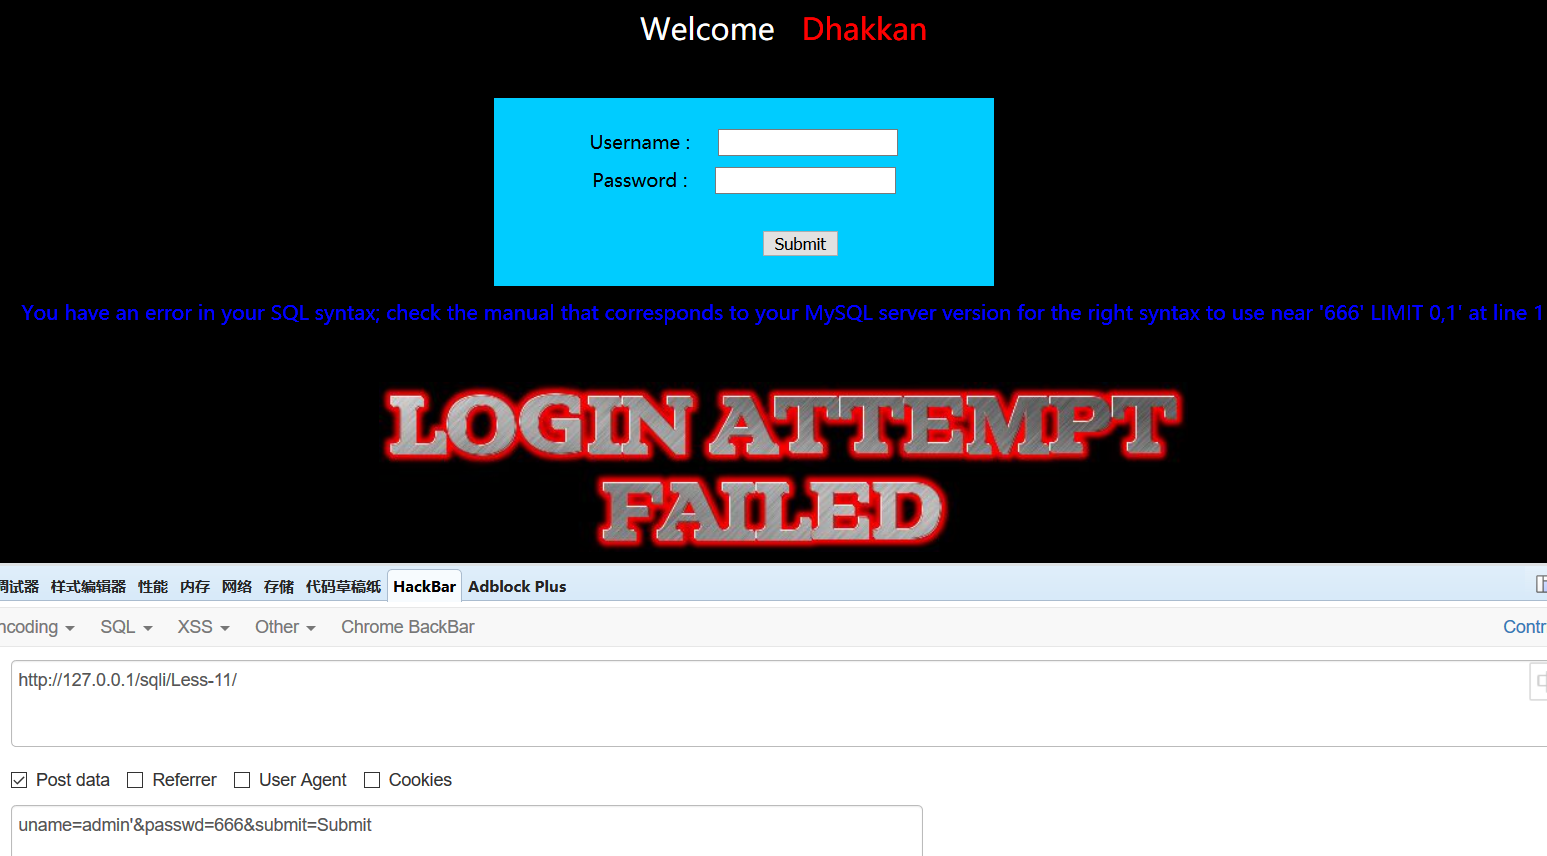 Welcome Dhakkan
Username :
Password :
Submit
You have an error in your SQL syntax; check the manual that corresponds to your MySQL server version for the right syntax to use near '666' LIMIT 0,1' at line 1
LOGIN ATTEMPT
FAILED
调试器 样式编辑器 性能 内存 网络 存储 代码草稿纸 HackBar Adblock Plus
ncoding SQL XSS Other Chrome BackBar Contr
http://127.0.0.1/sqli/Less-11/
Post data Referrer User Agent Cookies
uname=admin'&passwd=666&submit=Submit